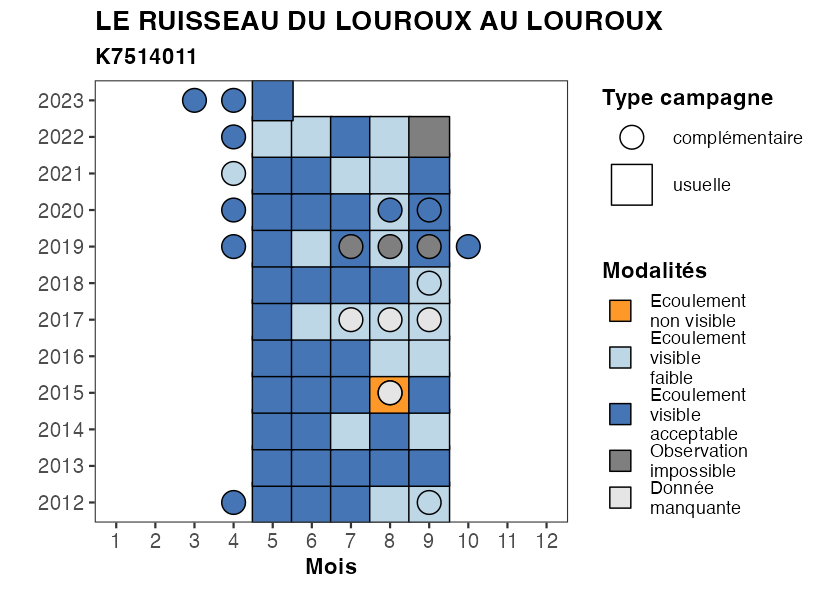 LE RUISSEAU DU LOUROUX AU LOUROUX
K7514011
2023
2022
2021
2020
2019
2018
2017
2016
2015
2014
2013
2012
1 2 3 4 5 6 7 8 9 10 11 12
Mois
Type campagne
complémentaire
usuelle
Modalités
Ecoulement
non visible
Ecoulement
visible
faible
Ecoulement
visible
acceptable
Observation
impossible
Donnée
manquante